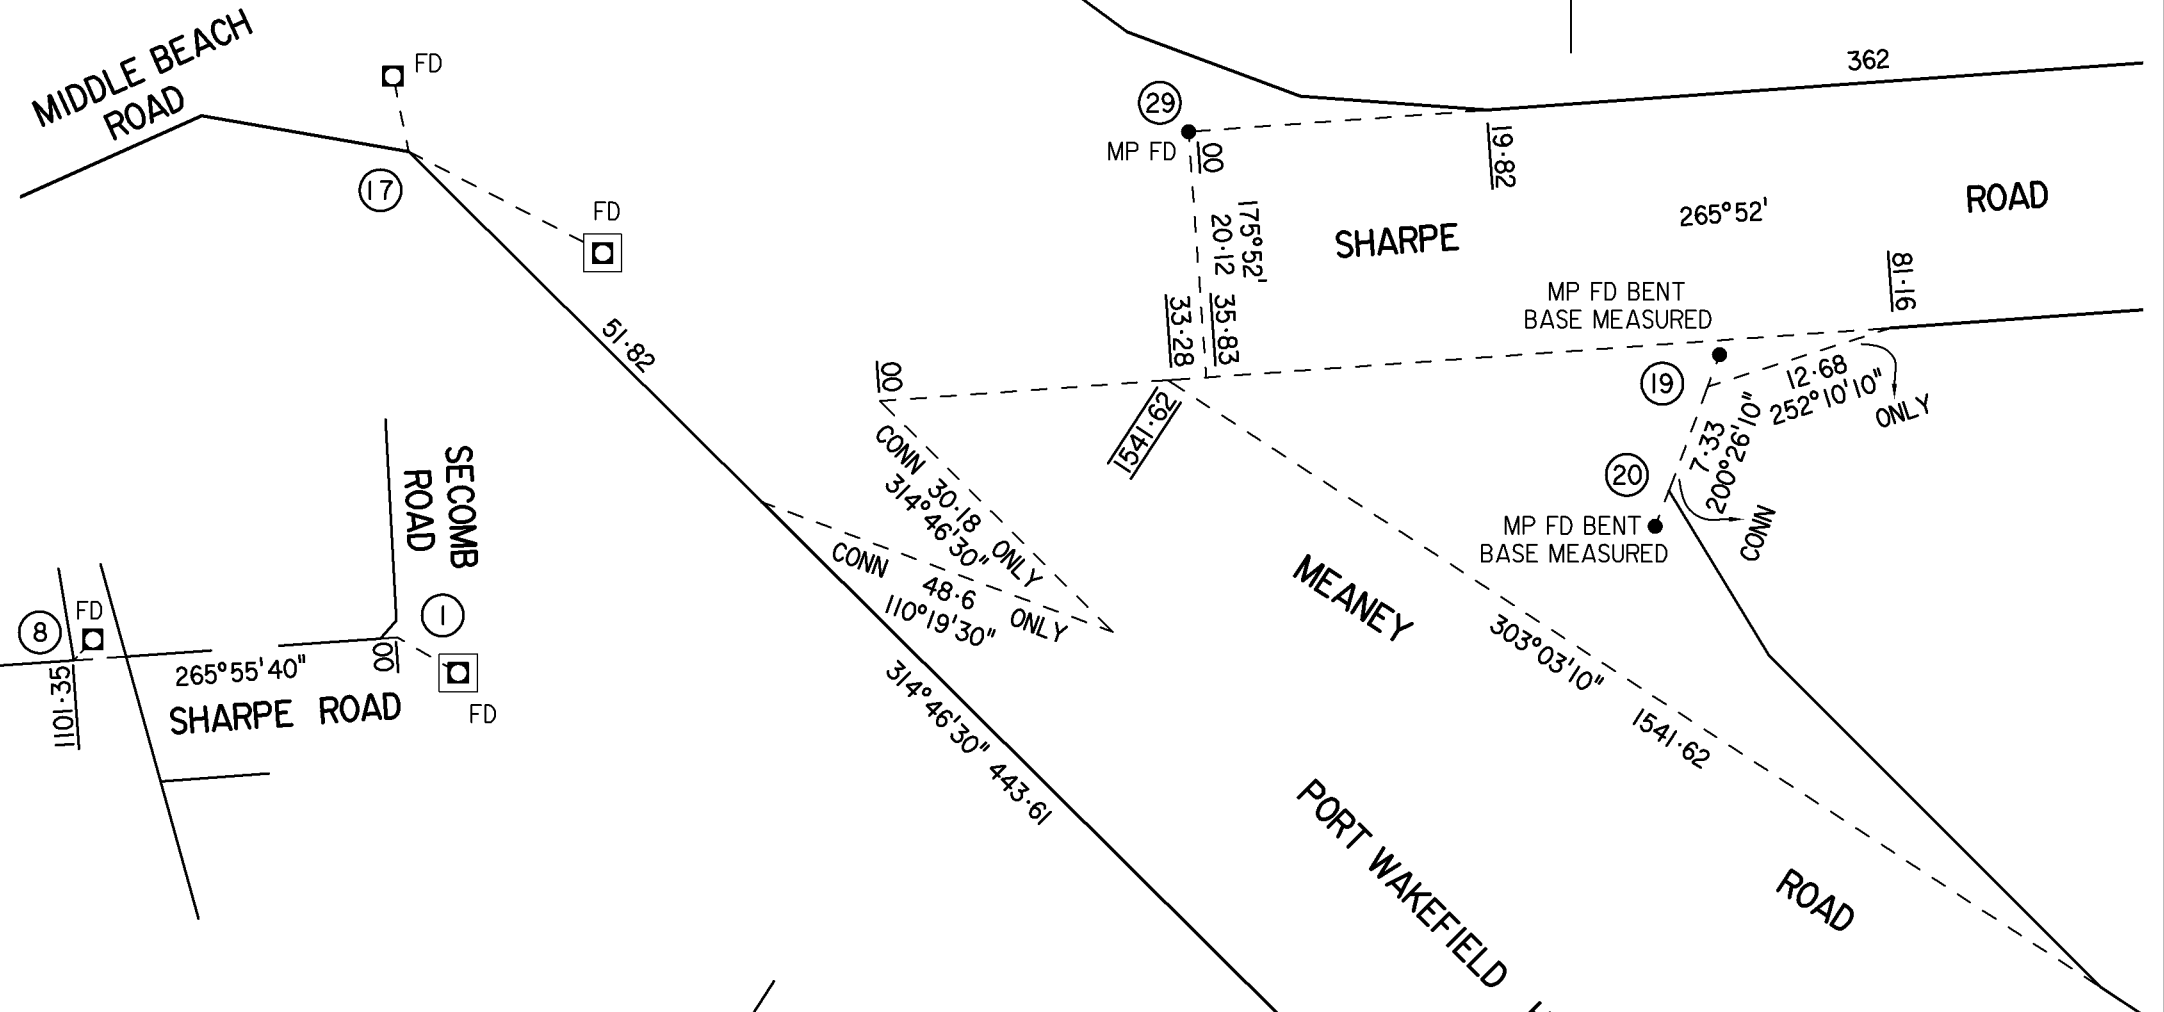 MIDDLE BEACH
ROAD
FD
17
FD
51·82
29
MP FD
00
175°52'
20·12
33·28
35·83
362
19·82
SHARPE
265°52'
ROAD
81·16
MP FD BENT
BASE MEASURED
19
12·68
252°10'10"
ONLY
7·33
200°26'10"
CONN
20
MP FD BENT
BASE MEASURED
00
1541·62
CONN 30·18 ONLY
314°46'30"
CONN 48·6 ONLY
110°19'30"
314°46'30" 443·61
MEANEY
303°03'10"
1541·62
ROAD
PORT WAKEFIELD
SECOMB
ROAD
8
FD
1
00
265°55'40"
1101·35
SHARPE ROAD
FD